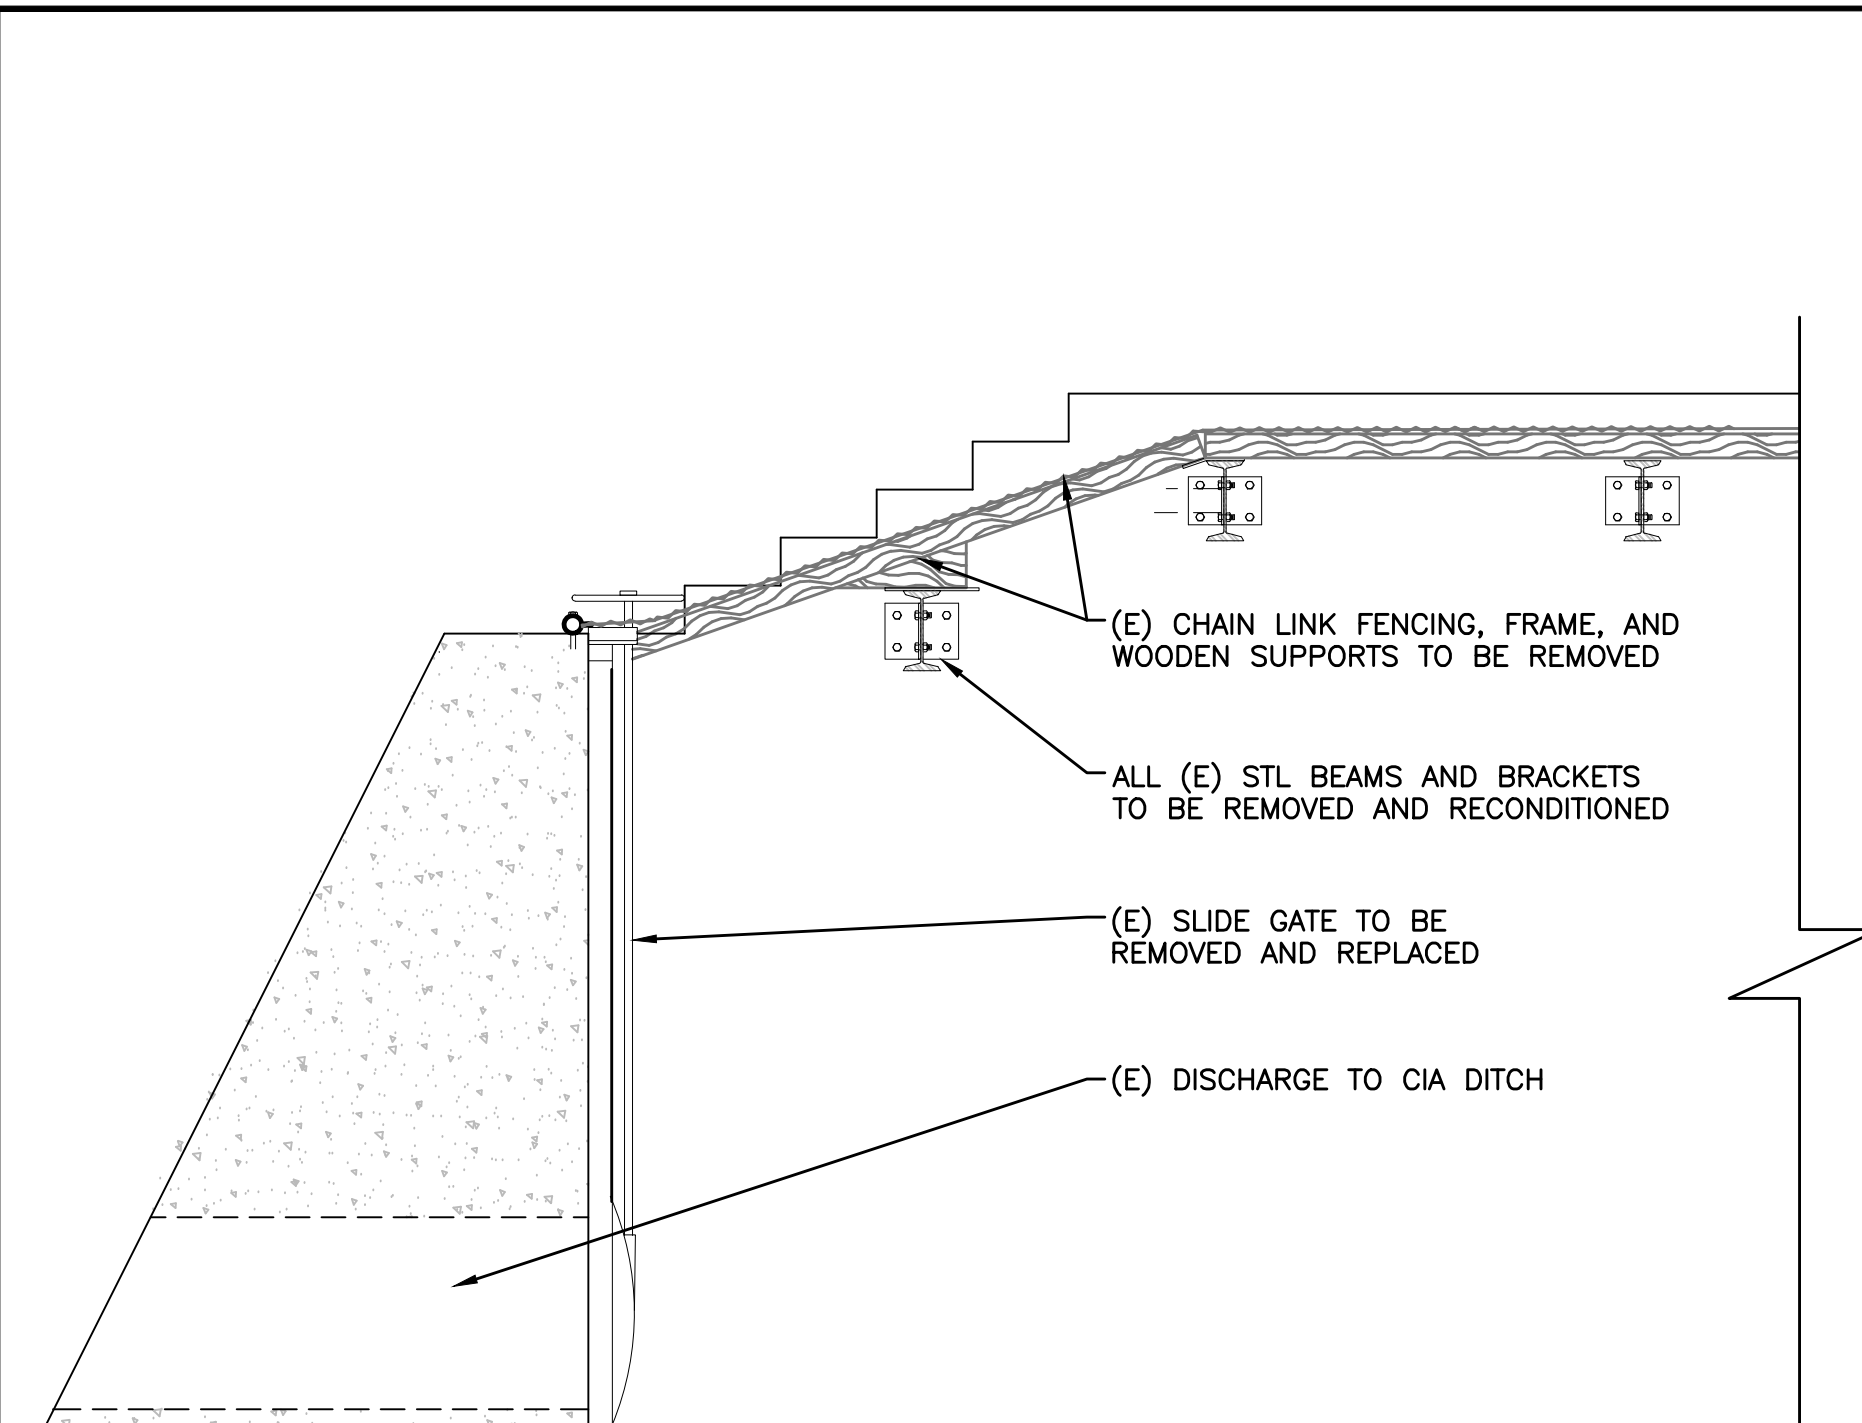 (E) CHAIN LINK FENCING, FRAME, AND
WOODEN SUPPORTS TO BE REMOVED
ALL (E) STL BEAMS AND BRACKETS
TO BE REMOVED AND RECONDITIONED
(E) SLIDE GATE TO BE
REMOVED AND REPLACED
(E) DISCHARGE TO CIA DITCH